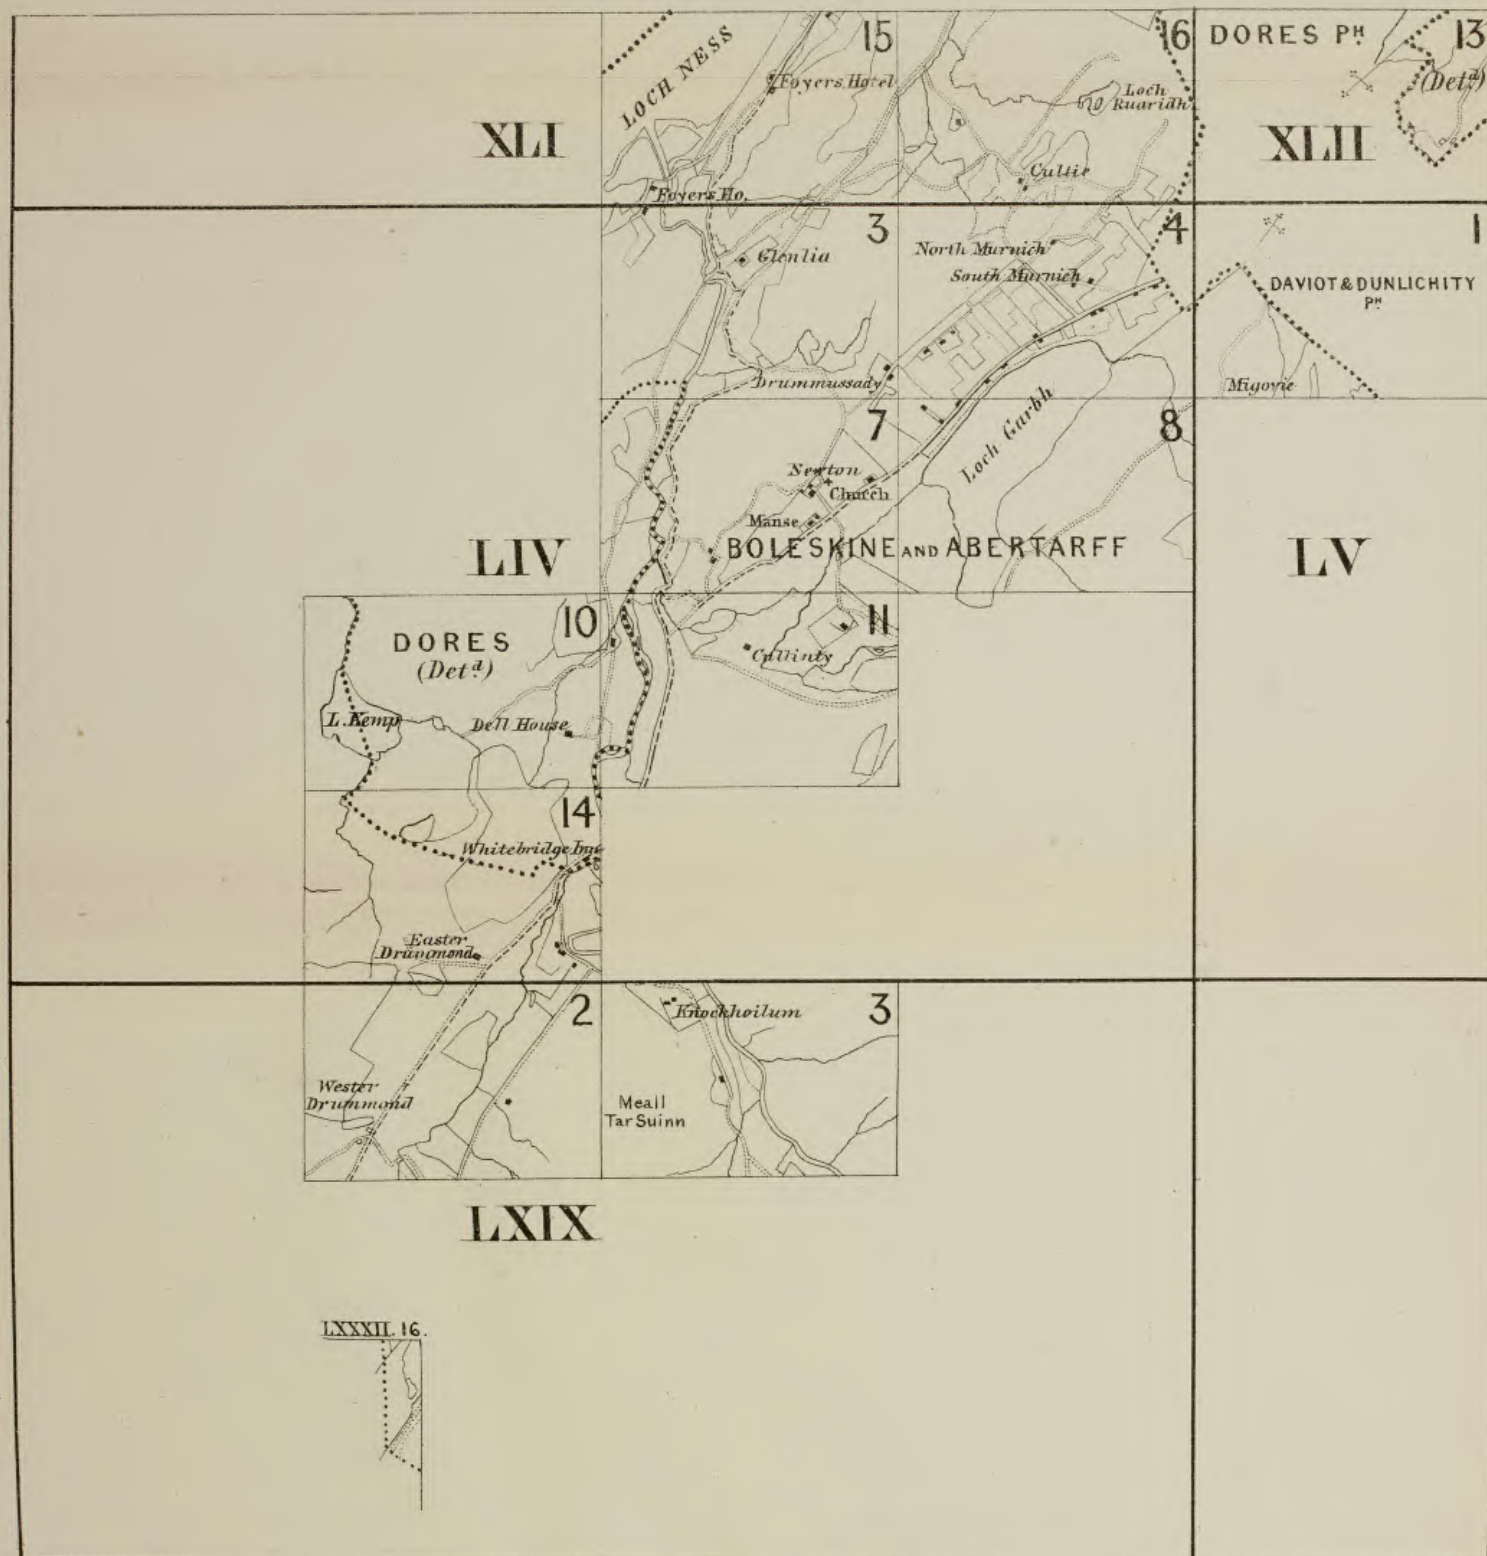 15
16
DORES PH.
13
(Det.d)
LOCH NESS
Foyers Hotel
Loch
Ruaridh
XLI
XLII
Cultie
Foyers Ho.
3
4
1
North Murnich
Glenlia
South Murnich
DAVIOT & DUNLICHITY
PH.
Drummussady
Migovie
7
8
Loch Garbh
Newton
Church
Manse
BOLESKINE AND ABERTARFF
LIV
LV
10
11
DORES
(Det.d)
Cullinty
L. Kemp
Dell House
14
Whitebridge Inn
Easter
Drummond
2
3
Knockhoilum
Wester
Drummond
Meall
Tar Suinn
LXIX
LXXXII. 16.